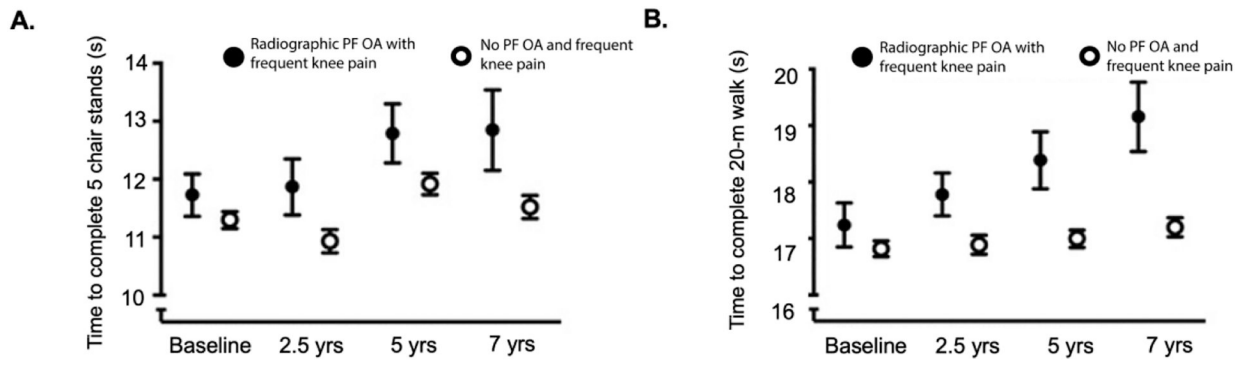 A.
Time to complete 5 chair stands (s)
Radiographic PF OA with
frequent knee pain
No PF OA and frequent
knee pain
14
13
12
11
10
Baseline 2.5 yrs 5 yrs 7 yrs
B.
Time to complete 20-m walk (s)
Radiographic PF OA with
frequent knee pain
No PF OA and
frequent knee pain
20
19
18
17
16
Baseline 2.5 yrs 5 yrs 7 yrs